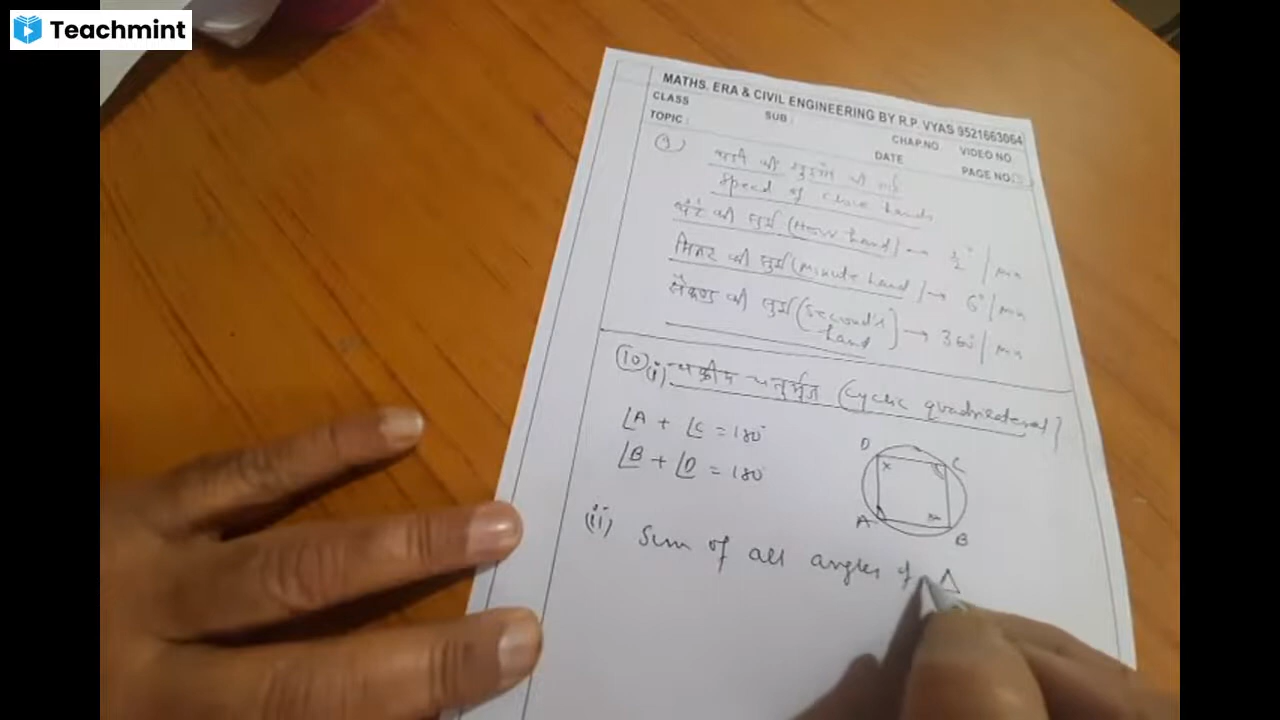 Teachmint
MATHS. ERA & CIVIL ENGINEERING BY R.P. VYAS 9521663064
CLASS SUB : CHAP.NO VIDEO NO
TOPIC : DATE PAGE NO
9
घड़ी की सुइयों की
Speed of clock hands
घंटे की सुई (Hour hand) → 1/2° / min
मिनट की सुई (minute hand) → 6° / min
सैकण्ड की सुई (second's hand) → 360° / min
10 (i) चक्रीय चतुर्भुज (Cyclic quadrilateral)
∠A + ∠C = 180°
∠B + ∠D = 180°
D C
A B
(ii) Sum of all angles of Δ